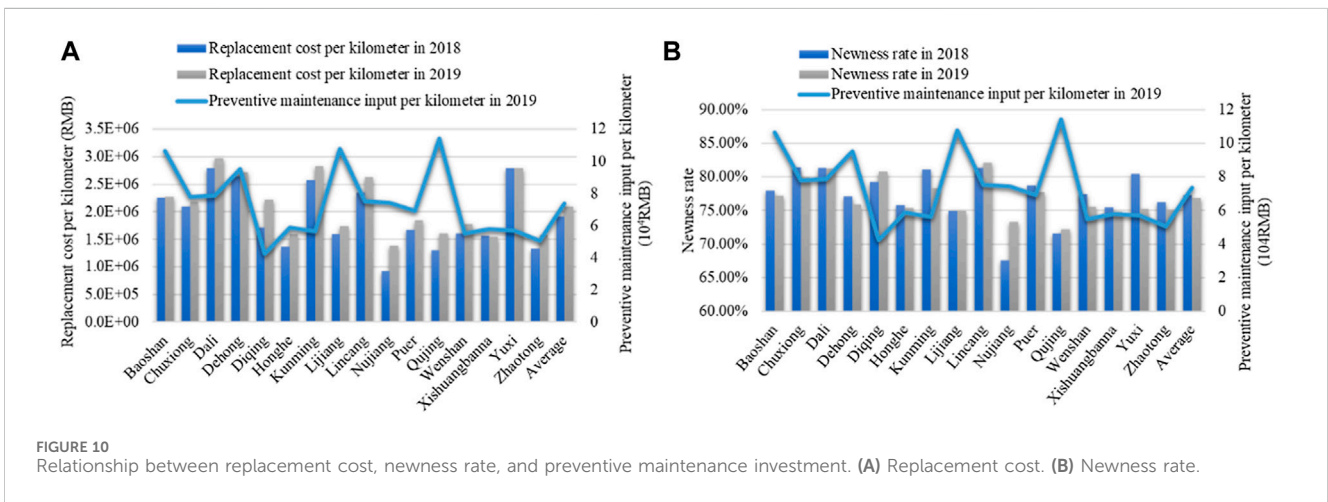 A
Replacement cost per kilometer in 2018
Replacement cost per kilometer in 2019
Preventive maintenance input per kilometer in 2019
Replacement cost per kilometer (RMB)
3.5E+06
3.0E+06
2.5E+06
2.0E+06
1.5E+06
1.0E+06
5.0E+05
0.0E+00
12
10
8
6
4
2
0
Preventive maintenance input per kilometer
(10⁴RMB)
Baoshan
Chuxiong
Dali
Dehong
Diqing
Honghe
Kunming
Lijiang
Lincang
Nujiang
Puer
Qujing
Wenshan
Xishuangbanna
Yuxi
Zhaotong
Average
B
Newness rate in 2018
Newness rate in 2019
Preventive maintenance input per kilometer in 2019
Newness rate
90.00%
85.00%
80.00%
75.00%
70.00%
65.00%
60.00%
12
10
8
6
4
2
0
Preventive maintenance input per kilometer
(104RMB)
Baoshan
Chuxiong
Dali
Dehong
Diqing
Honghe
Kunming
Lijiang
Lincang
Nujiang
Puer
Qujing
Wenshan
Xishuangbanna
Yuxi
Zhaotong
Average
FIGURE 10
Relationship between replacement cost, newness rate, and preventive maintenance investment. (A) Replacement cost. (B) Newness rate.